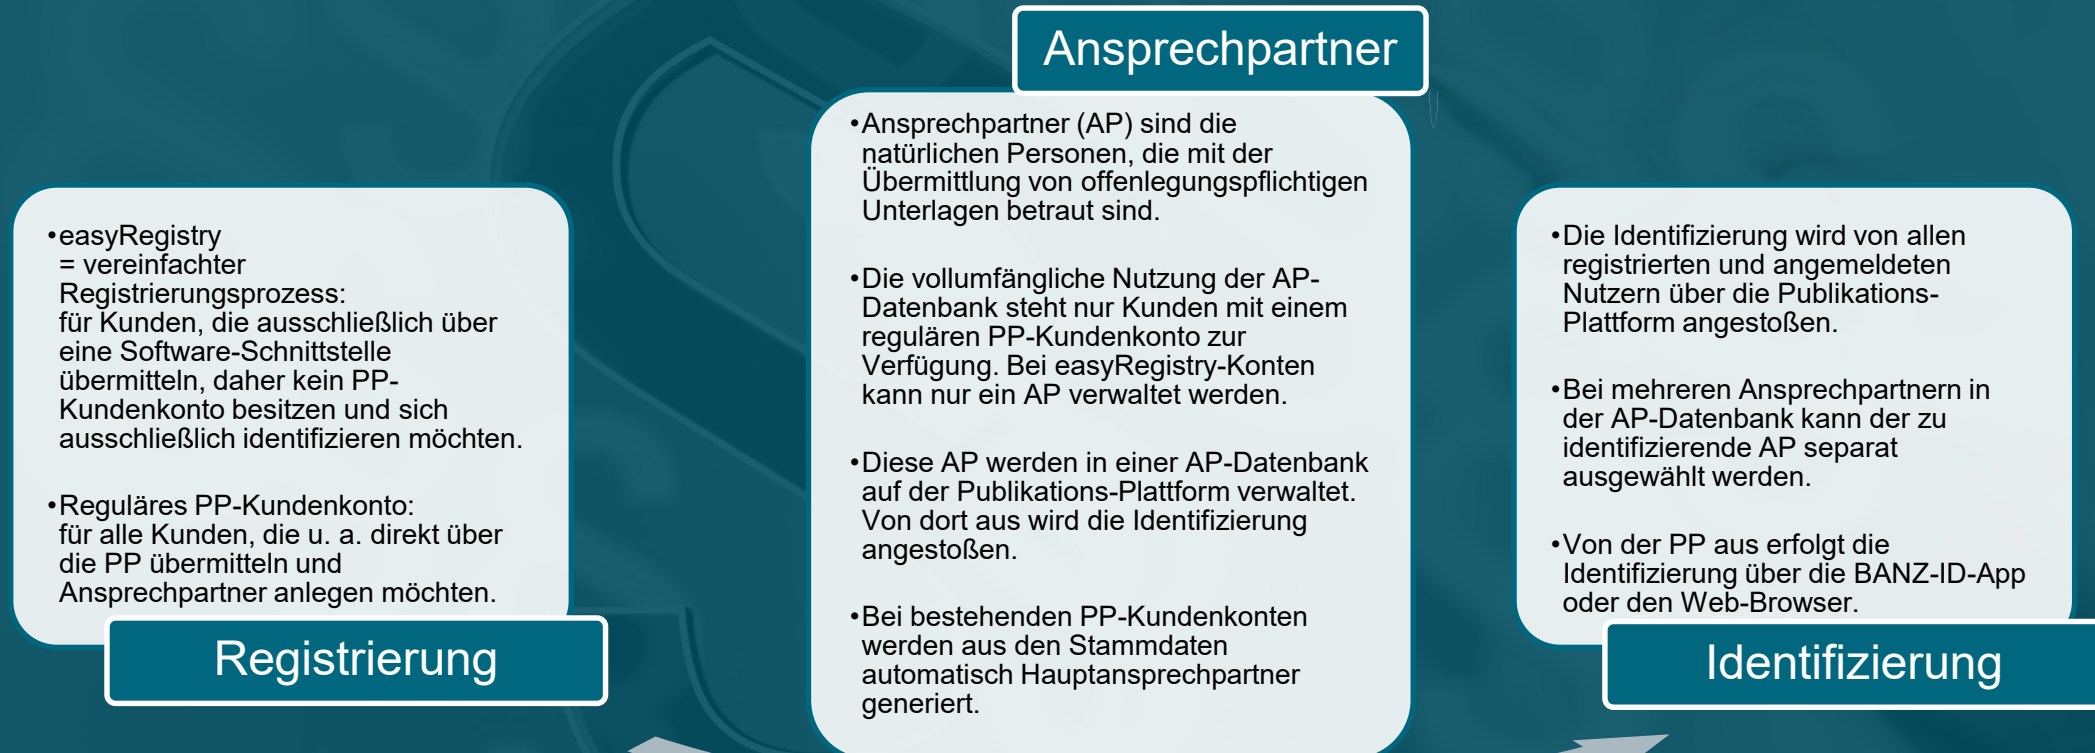 •easyRegistry
= vereinfachter
Registrierungsprozess:
für Kunden, die ausschließlich über
eine Software-Schnittstelle
übermitteln, daher kein PP-
Kundenkonto besitzen und sich
ausschließlich identifizieren möchten.
•Reguläres PP-Kundenkonto:
für alle Kunden, die u. a. direkt über
die PP übermitteln und
Ansprechpartner anlegen möchten.
Registrierung
Ansprechpartner
•Ansprechpartner (AP) sind die
natürlichen Personen, die mit der
Übermittlung von offenlegungspflichtigen
Unterlagen betraut sind.
•Die vollumfängliche Nutzung der AP-
Datenbank steht nur Kunden mit einem
regulären PP-Kundenkonto zur
Verfügung. Bei easyRegistry-Konten
kann nur ein AP verwaltet werden.
•Diese AP werden in einer AP-Datenbank
auf der Publikations-Plattform verwaltet.
Von dort aus wird die Identifizierung
angestoßen.
•Bei bestehenden PP-Kundenkonten
werden aus den Stammdaten
automatisch Hauptansprechpartner
generiert.
•Die Identifizierung wird von allen
registrierten und angemeldeten
Nutzern über die Publikations-
Plattform angestoßen.
•Bei mehreren Ansprechpartnern in
der AP-Datenbank kann der zu
identifizierende AP separat
ausgewählt werden.
•Von der PP aus erfolgt die
Identifizierung über die BANZ-ID-App
oder den Web-Browser.
Identifizierung